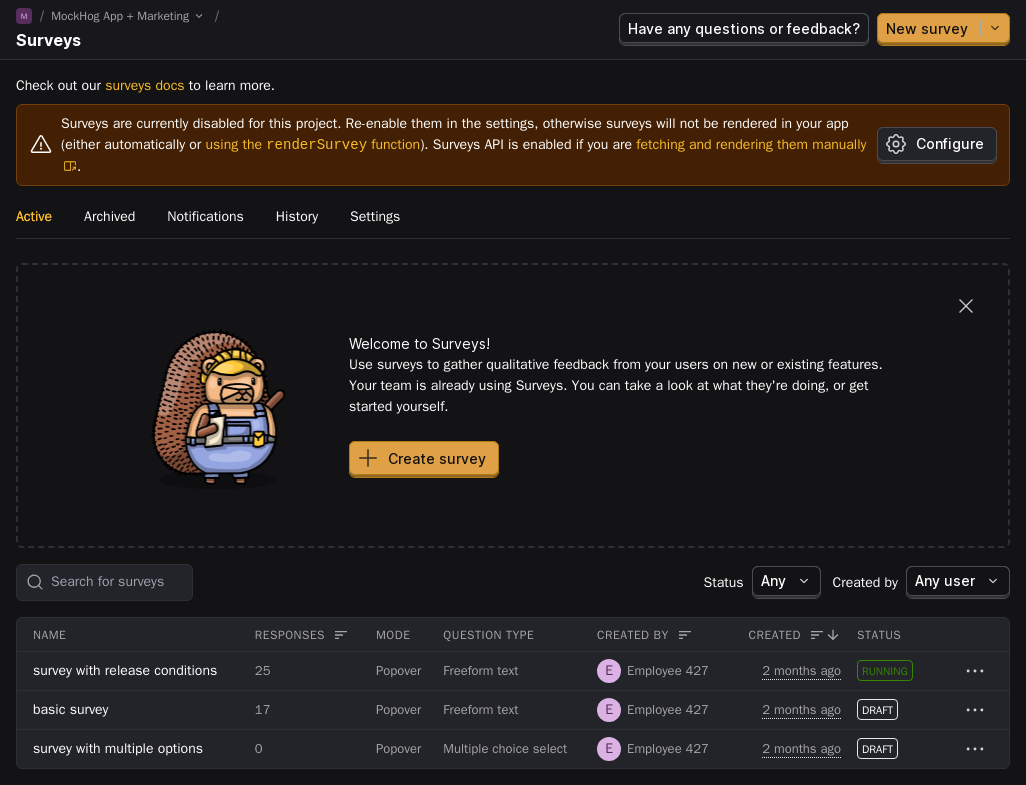 M / MockHog App + Marketing /
Surveys
Have any questions or feedback?
New survey
Check out our surveys docs to learn more.
Surveys are currently disabled for this project. Re-enable them in the settings, otherwise surveys will not be rendered in your app
(either automatically or using the renderSurvey function). Surveys API is enabled if you are fetching and rendering them manually
.
Configure
Active Archived Notifications History Settings
Welcome to Surveys!
Use surveys to gather qualitative feedback from your users on new or existing features.
Your team is already using Surveys. You can take a look at what they're doing, or get
started yourself.
Create survey
Search for surveys
Status Any Created by Any user
NAME RESPONSES MODE QUESTION TYPE CREATED BY CREATED STATUS
survey with release conditions 25 Popover Freeform text E Employee 427 2 months ago RUNNING
basic survey 17 Popover Freeform text E Employee 427 2 months ago DRAFT
survey with multiple options 0 Popover Multiple choice select E Employee 427 2 months ago DRAFT